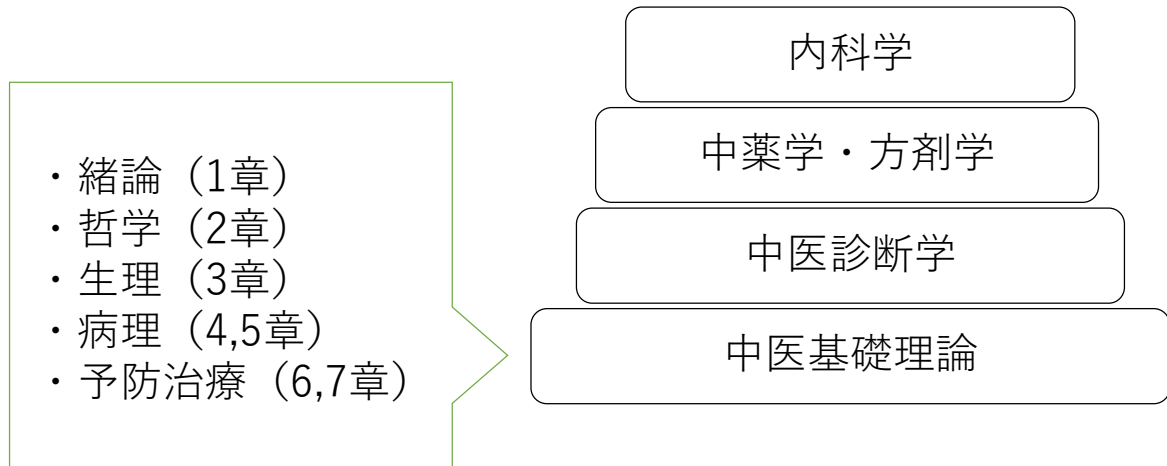 ・緒論（1章）
・哲学（2章）
・生理（3章）
・病理（4,5章）
・予防治療（6,7章）
内科学
中薬学・方剤学
中医診断学
中医基礎理論